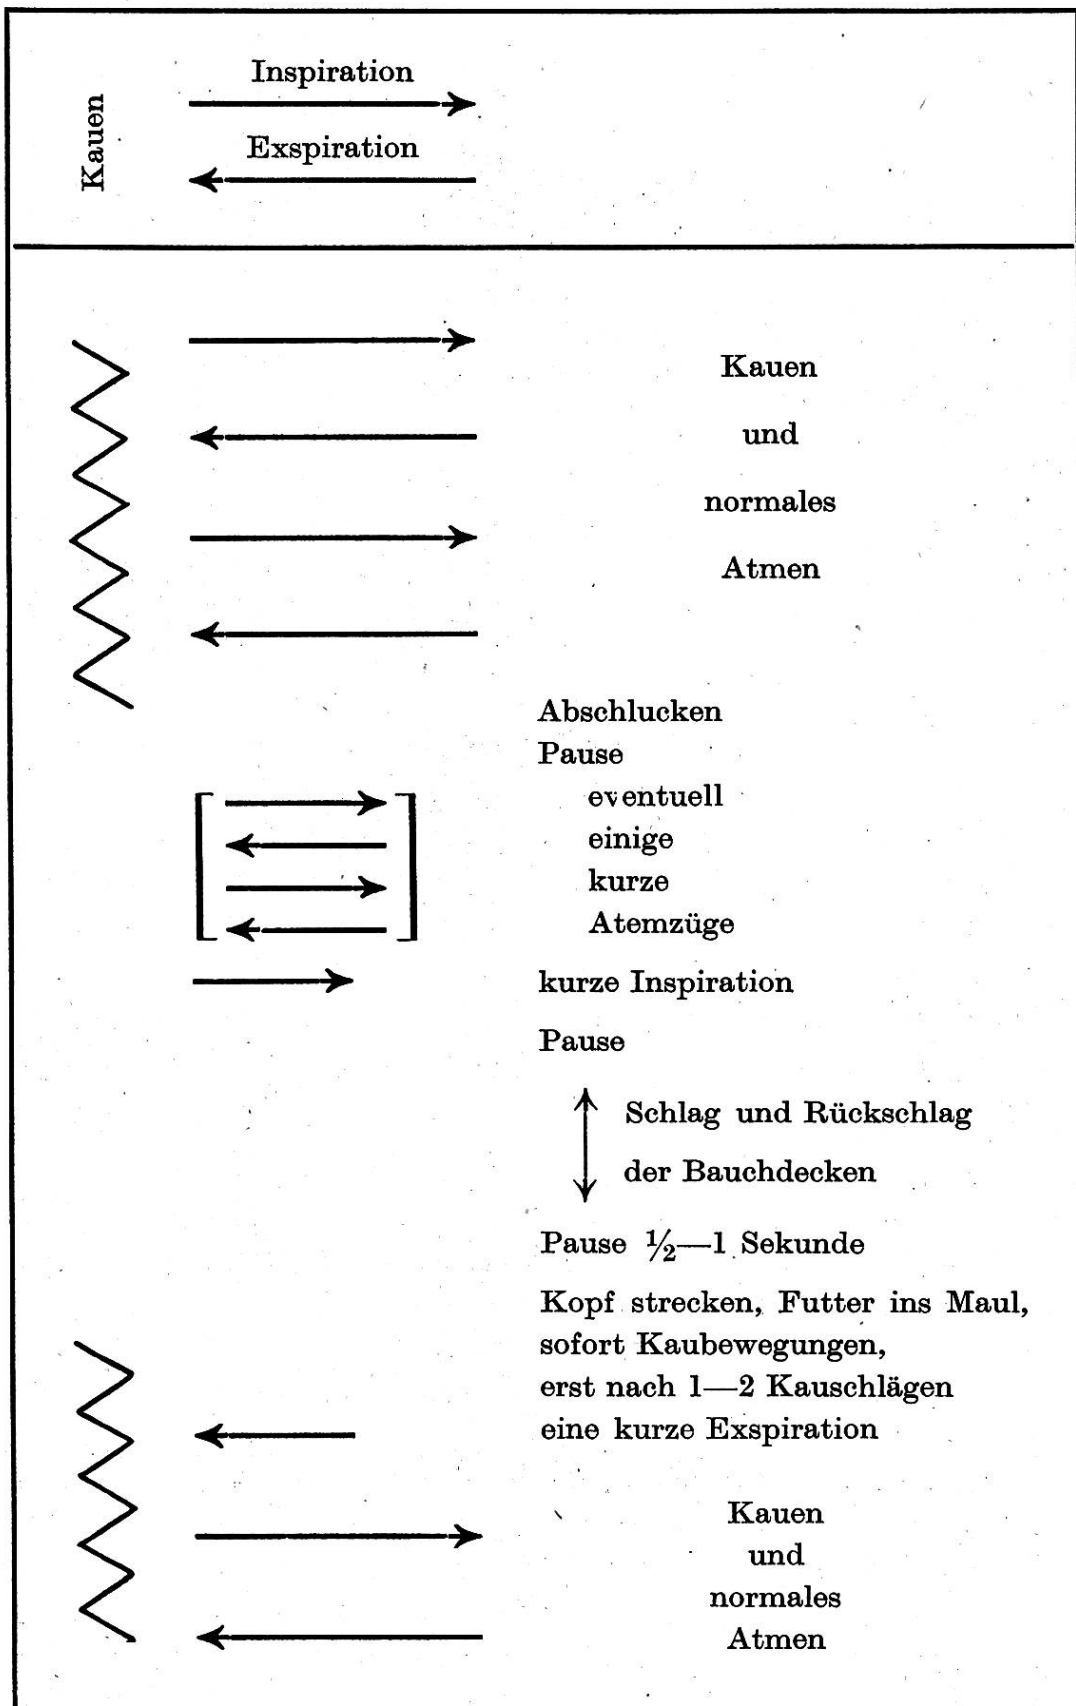 Kauen
Inspiration
Exspiration
Kauen
und
normales
Atmen
Abschlucken
Pause
eventuell
einige
kurze
Atemzüge
kurze Inspiration
Pause
Schlag und Rückschlag
der Bauchdecken
Pause ½—1 Sekunde
Kopf strecken, Futter ins Maul,
sofort Kaubewegungen,
erst nach 1—2 Kauschlägen
eine kurze Exspiration
Kauen
und
normales
Atmen